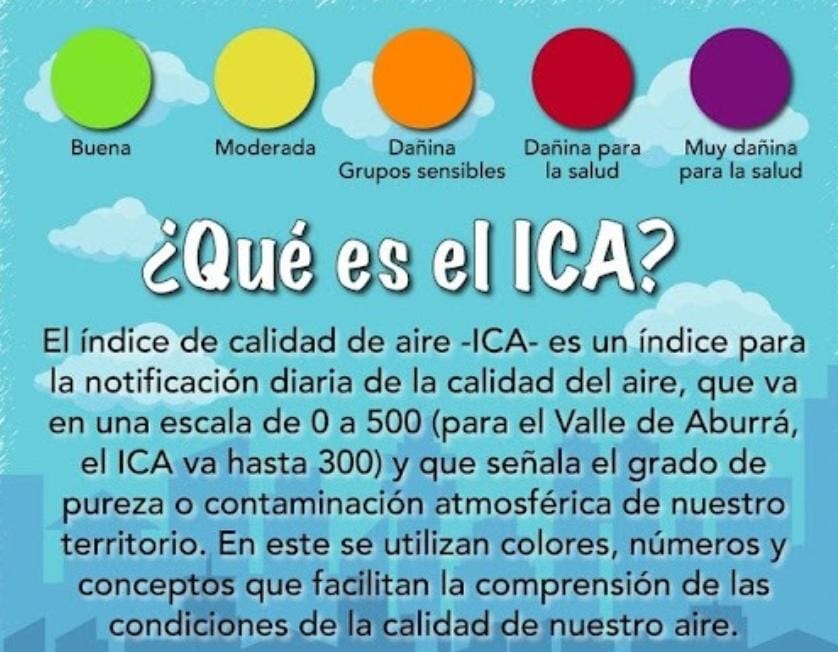 Buena
Moderada
Dañina
Grupos sensibles
Dañina para
la salud
Muy dañina
para la salud
¿Qué es el ICA?
El índice de calidad de aire -ICA- es un índice para
la notificación diaria de la calidad del aire, que va
en una escala de 0 a 500 (para el Valle de Aburrá,
el ICA va hasta 300) y que señala el grado de
pureza o contaminación atmosférica de nuestro
territorio. En este se utilizan colores, números y
conceptos que facilitan la comprensión de las
condiciones de la calidad de nuestro aire.